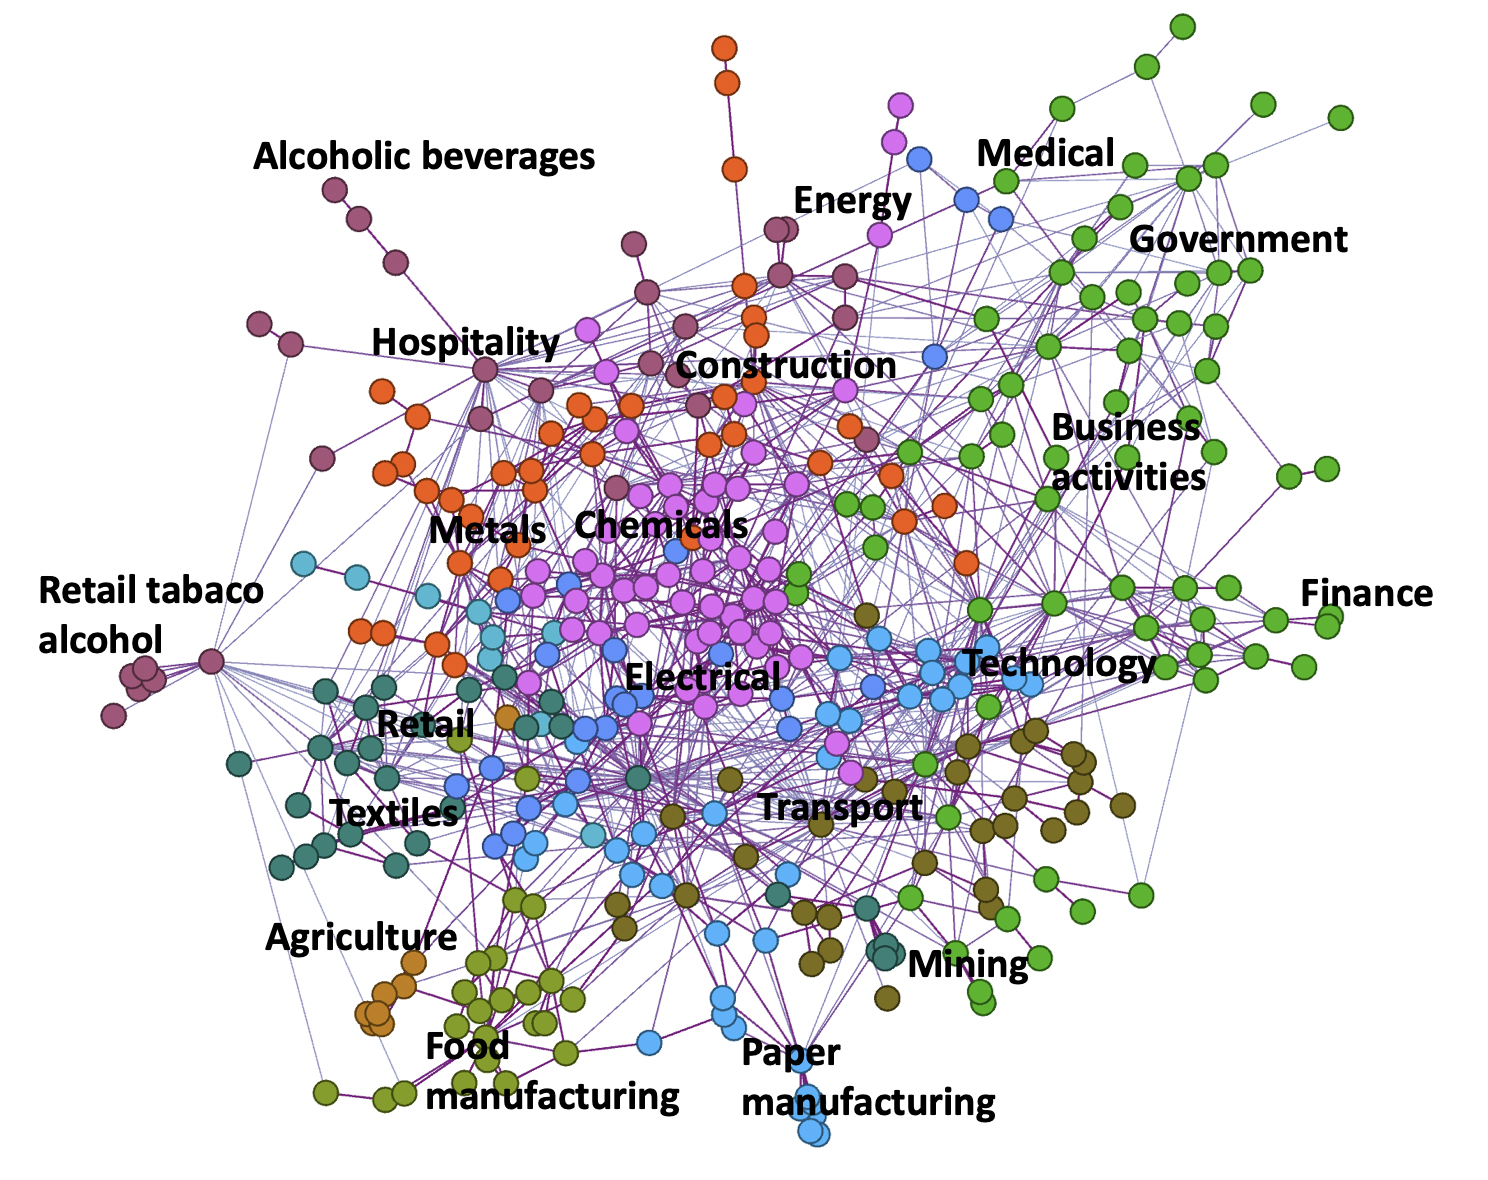 Medical
Alcoholic beverages
Energy
Government
Hospitality
Construction
Business
activities
Metals
Chemicals
Retail tabaco
alcohol
Finance
Technology
Electrical
Retail
Transport
Textiles
Agriculture
Mining
Food
manufacturing
Paper
manufacturing